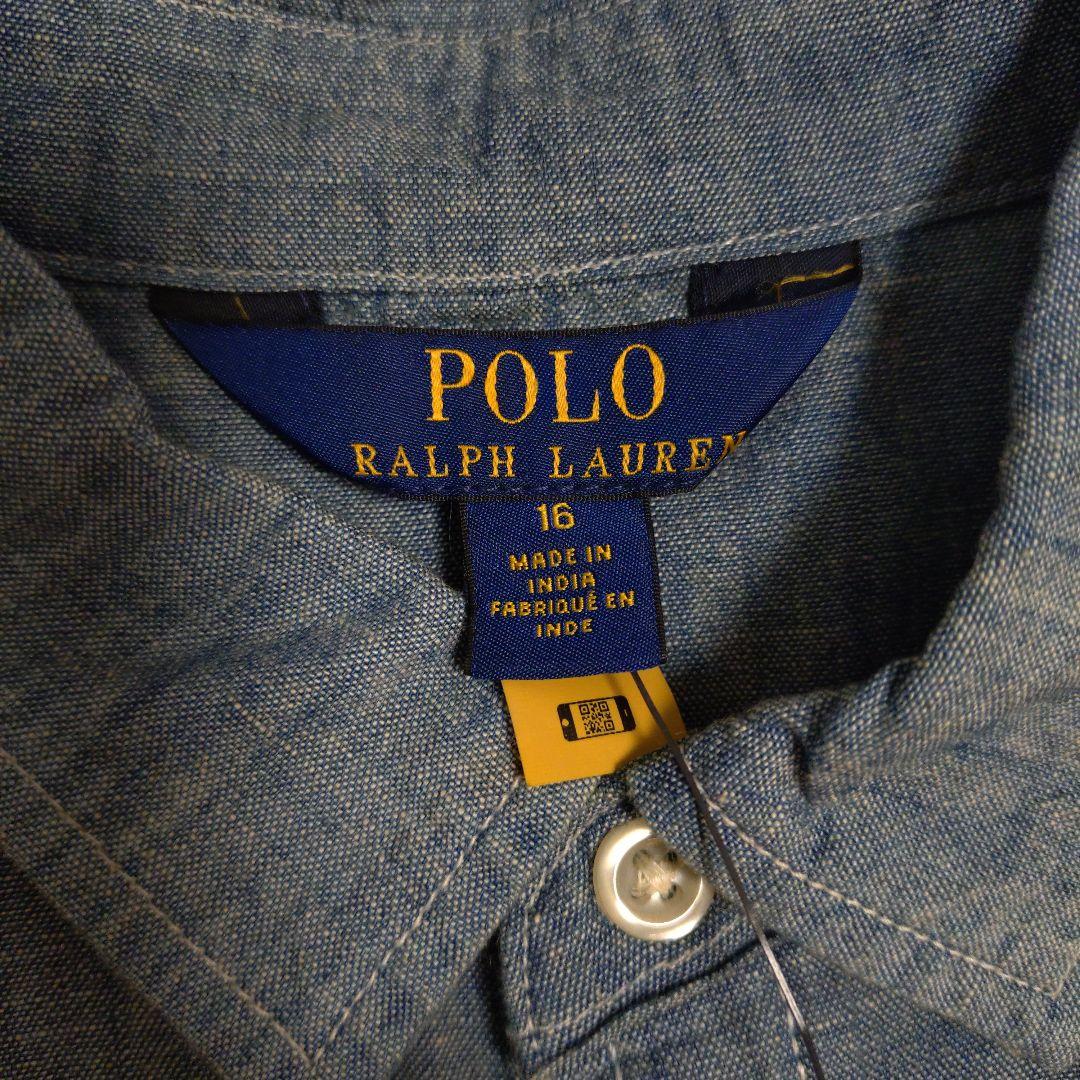 POLO
RALPH LAUREN
16
MADE IN
INDIA
FABRIQUÉ EN
INDE